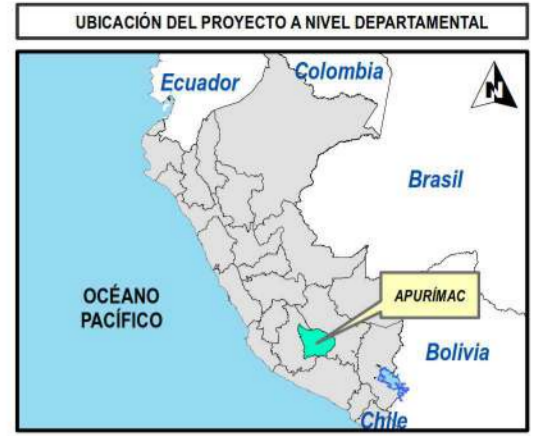 UBICACIÓN DEL PROYECTO A NIVEL DEPARTAMENTAL
Colombia
Ecuador
N
Brasil
OCÉANO
PACÍFICO
APURÍMAC
Bolivia
Chile